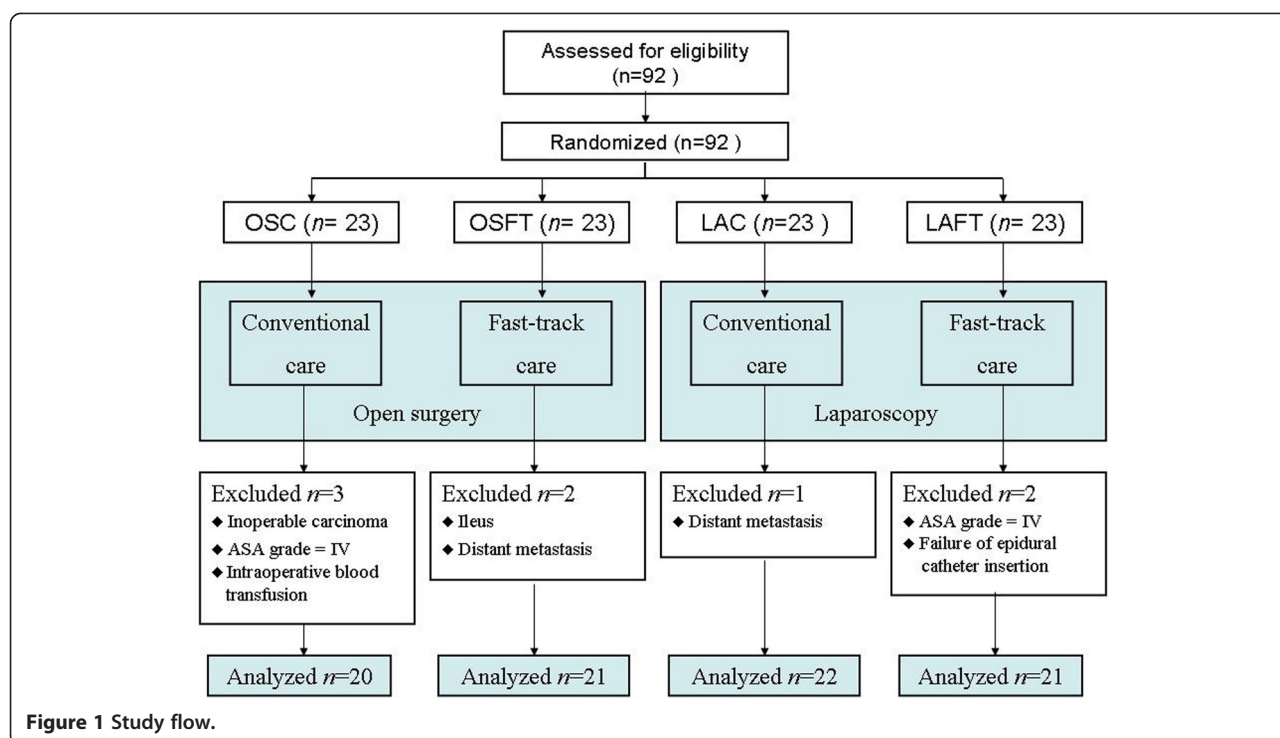 Assessed for eligibility
(n=92 )
Randomized (n=92 )
OSC (n= 23)
OSFT (n= 23)
LAC (n=23 )
LAFT (n= 23)
Conventional
care
Fast-track
care
Open surgery
Conventional
care
Fast-track
care
Laparoscopy
Excluded n=3
◆ Inoperable carcinoma
◆ ASA grade = IV
◆ Intraoperative blood
transfusion
Excluded n=2
◆ Ileus
◆ Distant metastasis
Excluded n=1
◆ Distant metastasis
Excluded n=2
◆ ASA grade = IV
◆ Failure of epidural
catheter insertion
Analyzed n=20
Analyzed n=21
Analyzed n=22
Analyzed n=21
Figure 1 Study flow.